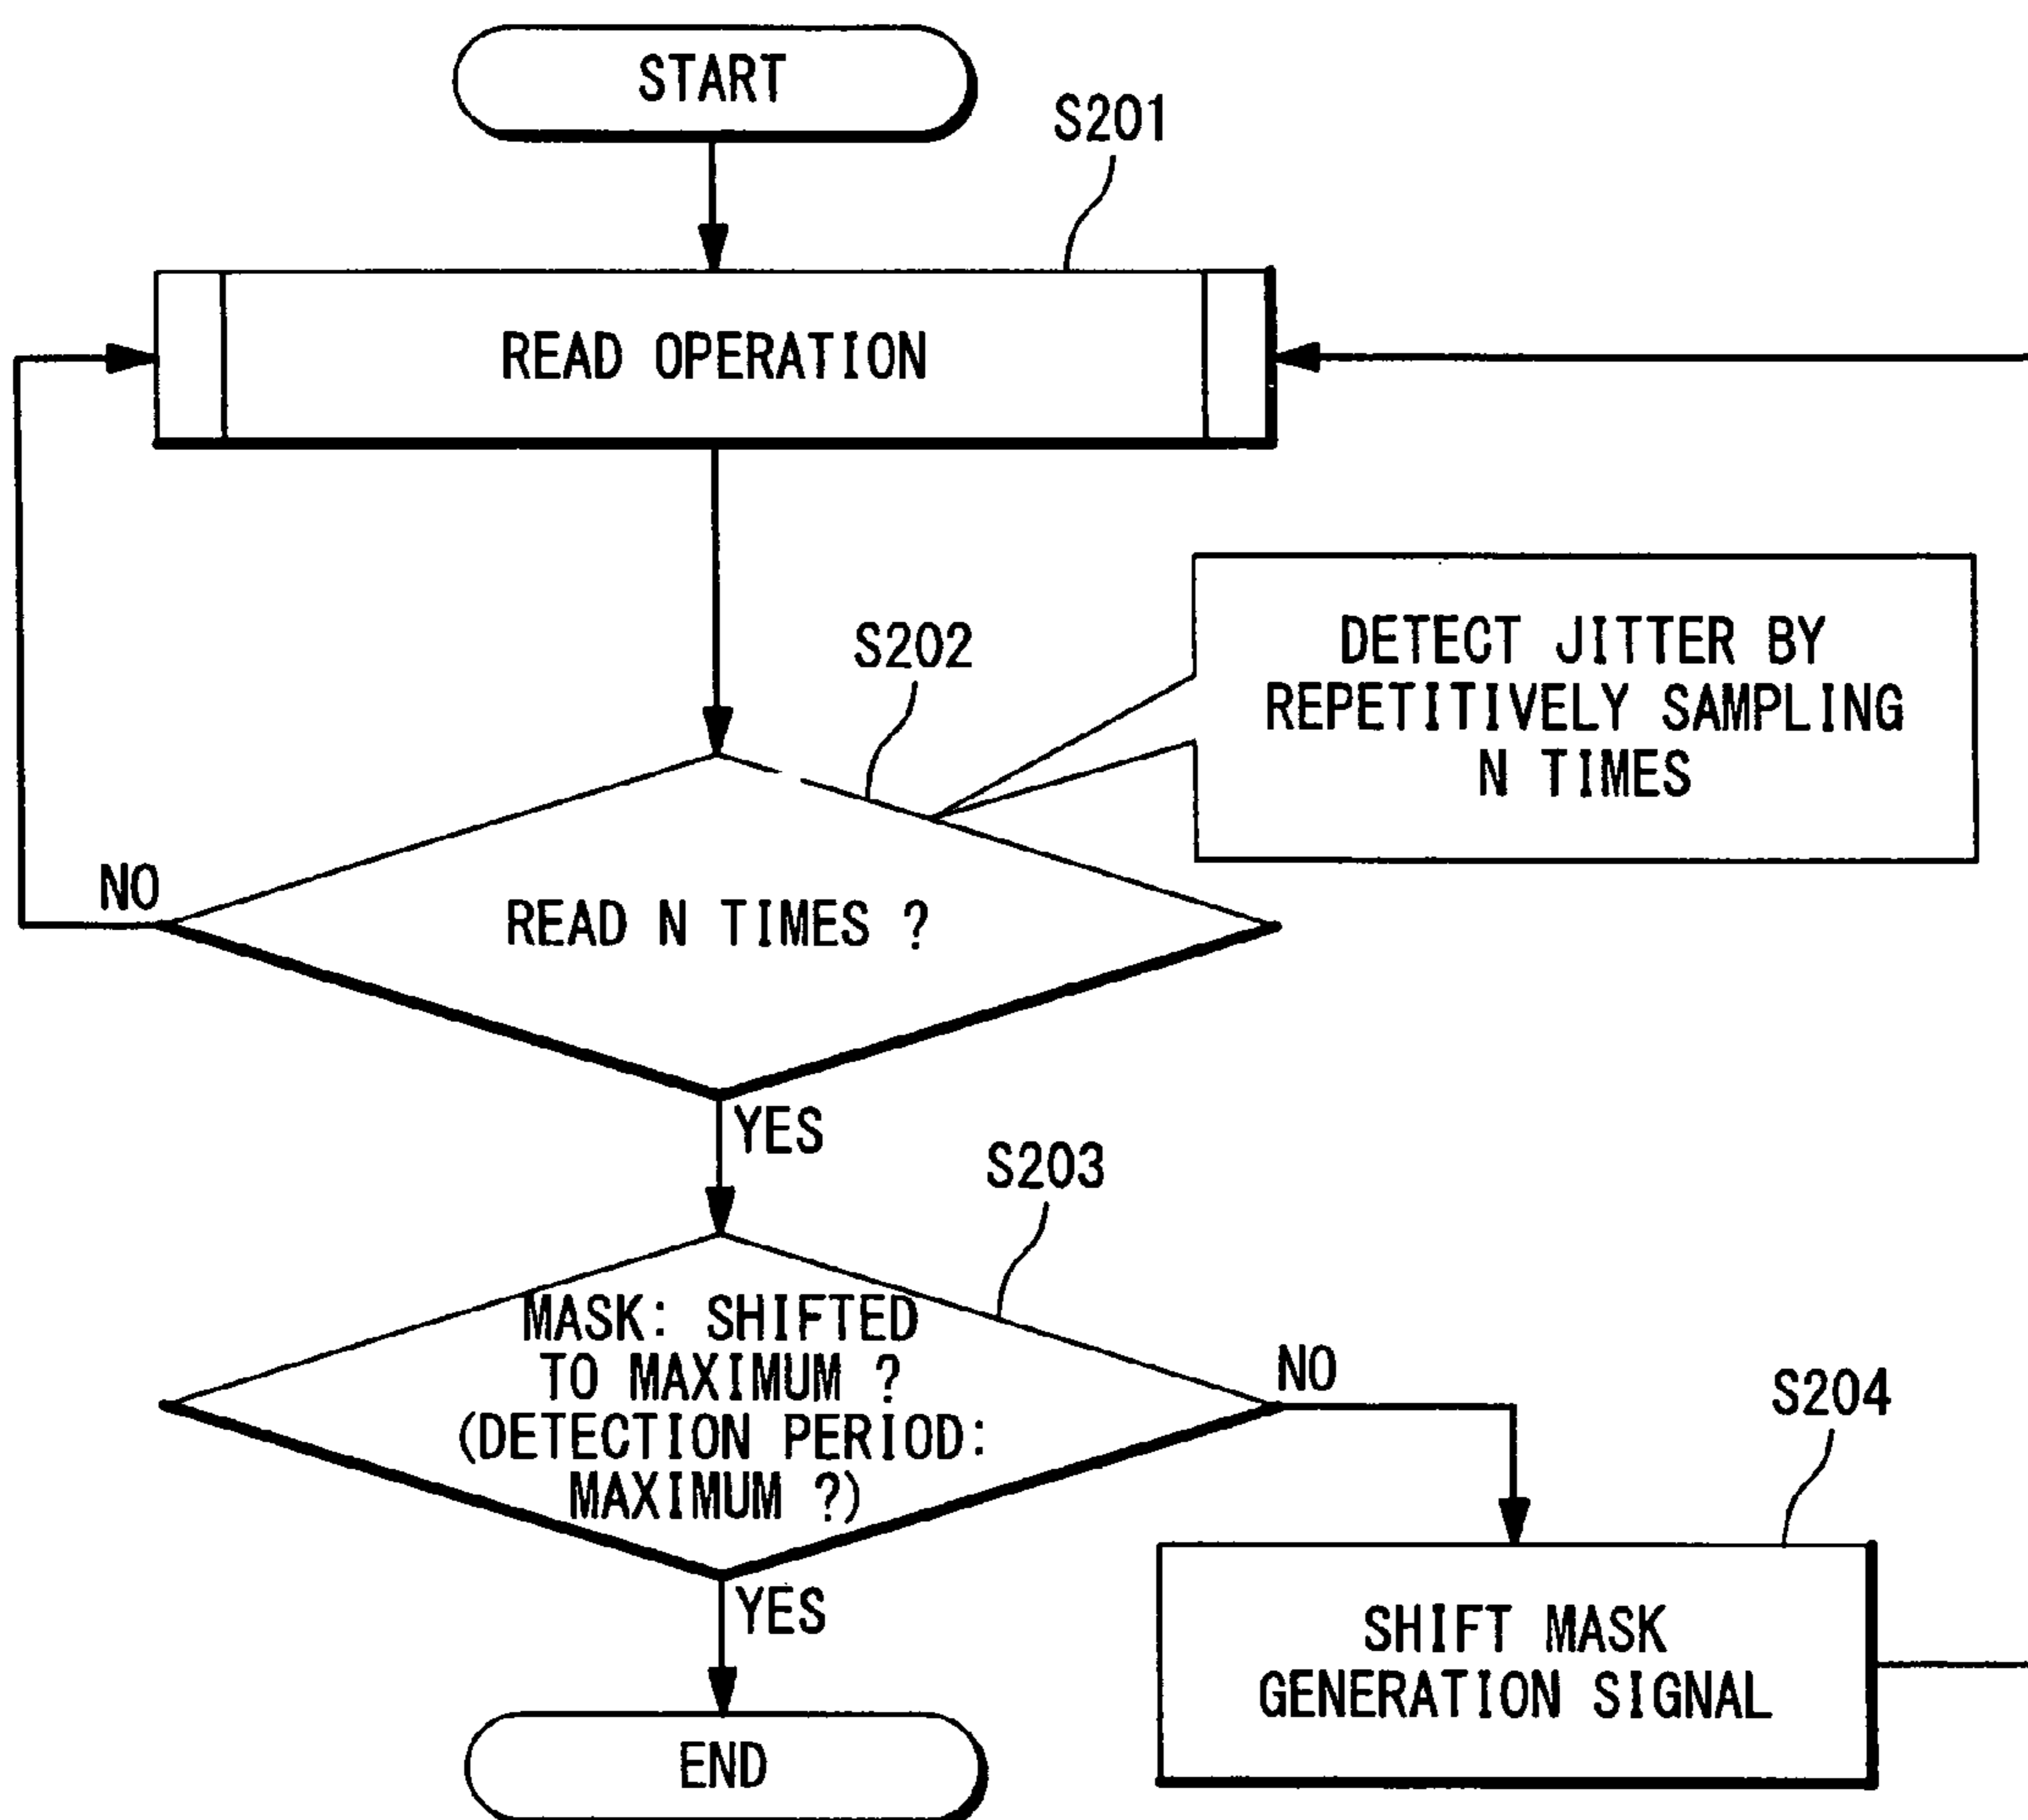 START
S201
READ OPERATION
S202
DETECT JITTER BY
REPETITIVELY SAMPLING
N TIMES
NO
READ N TIMES ?
YES
S203
MASK: SHIFTED
TO MAXIMUM ?
(DETECTION PERIOD:
MAXIMUM ?)
NO
S204
YES
SHIFT MASK
GENERATION SIGNAL
END